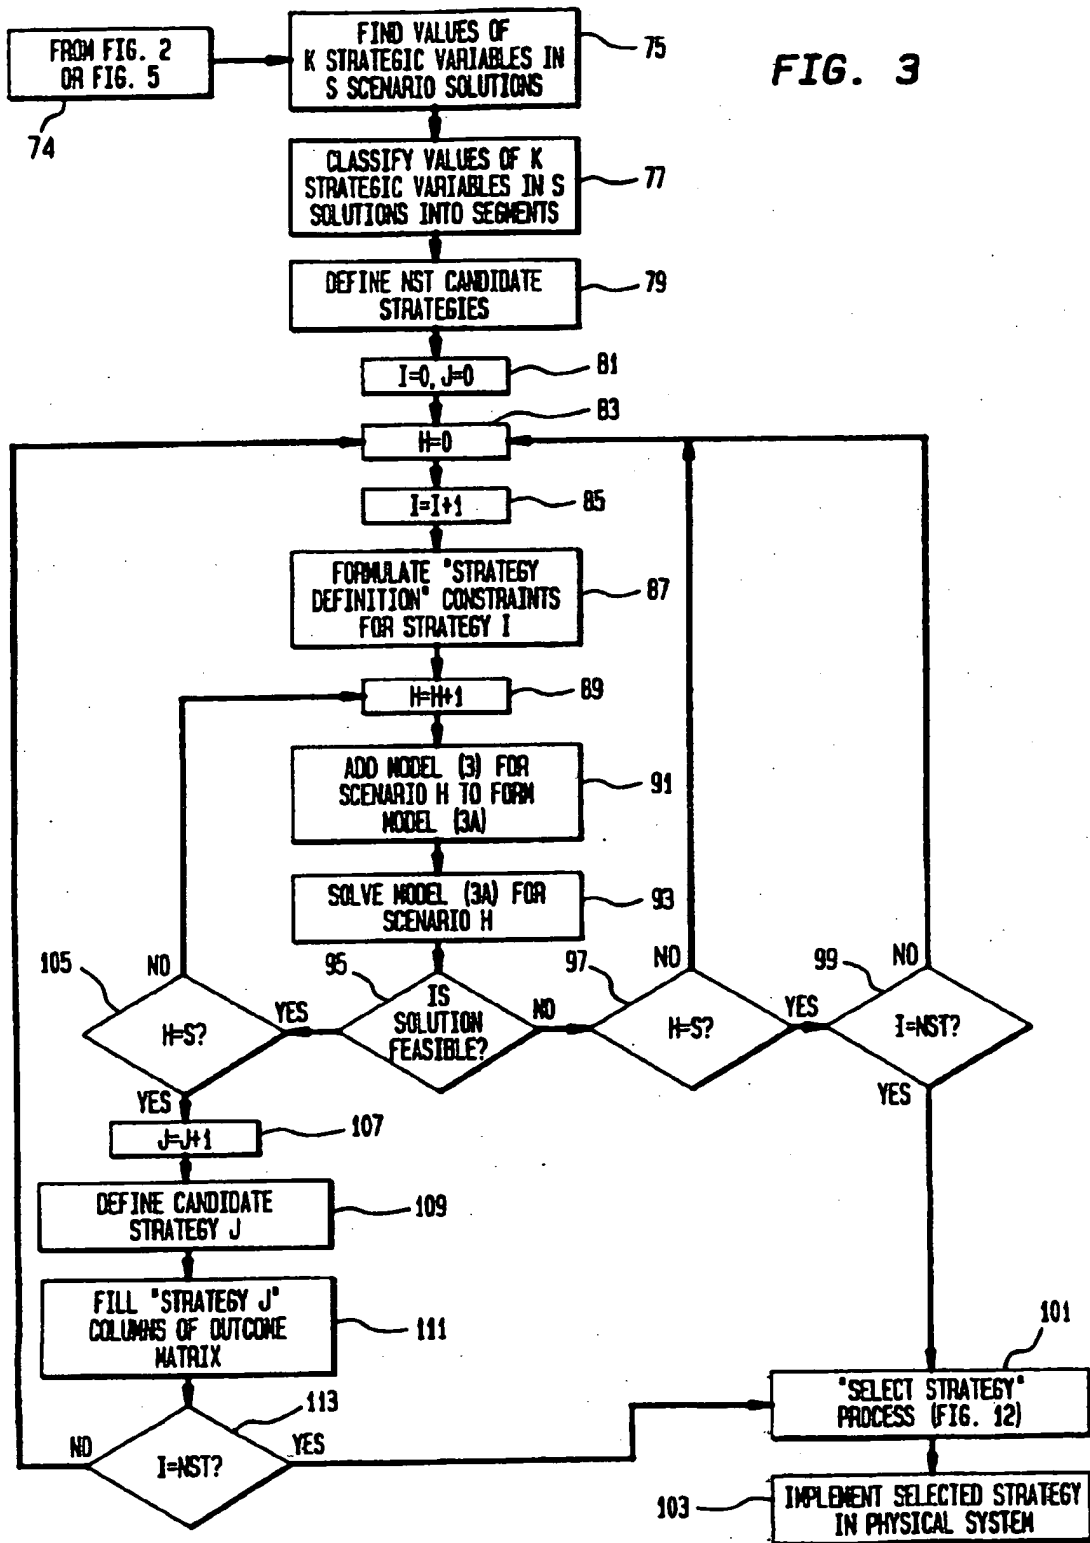 FIG. 3
FROM FIG. 2
OR FIG. 5
74
FIND VALUES OF
K STRATEGIC VARIABLES IN
S SCENARIO SOLUTIONS
75
CLASSIFY VALUES OF K
STRATEGIC VARIABLES IN S
SOLUTIONS INTO SEGMENTS
77
DEFINE NST CANDIDATE
STRATEGIES
79
I=0, J=0
81
83
H=0
I=I+1
85
FORMULATE "STRATEGY
DEFINITION" CONSTRAINTS
FOR STRATEGY I
87
H=H+1
89
ADD MODEL (3) FOR
SCENARIO H TO FORM
MODEL (3A)
91
SOLVE MODEL (3A) FOR
SCENARIO H
93
105
NO
H=S?
YES
YES
95
IS
SOLUTION
FEASIBLE?
NO
97
NO
H=S?
YES
99
NO
I=NST?
YES
J=J+1
107
DEFINE CANDIDATE
STRATEGY J
109
FILL "STRATEGY J"
COLUMNS OF OUTCOME
MATRIX
111
113
NO
I=NST?
YES
101
"SELECT STRATEGY"
PROCESS (FIG. 12)
103
IMPLEMENT SELECTED STRATEGY
IN PHYSICAL SYSTEM